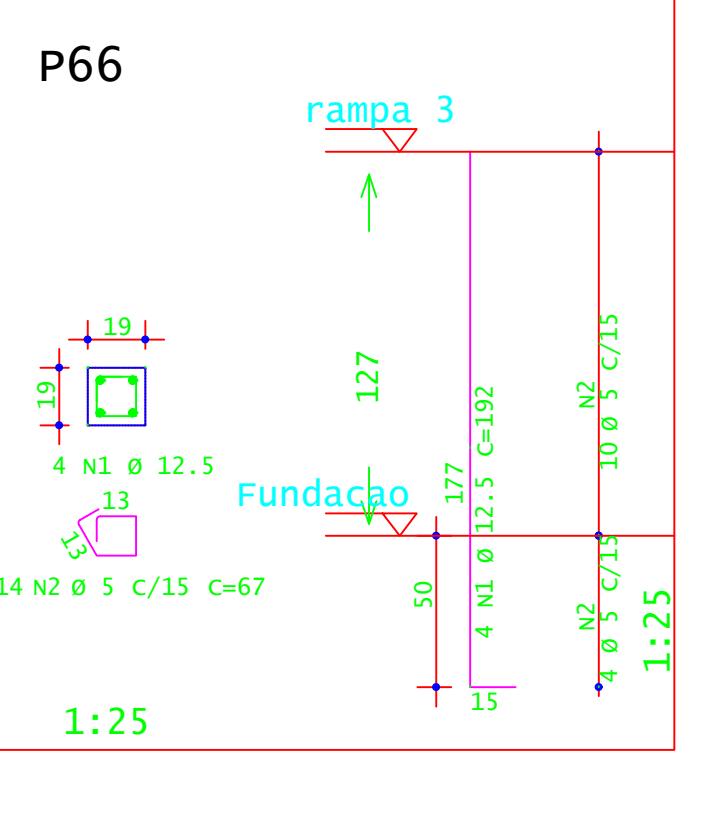 P66
rampa 3
19
19
4 N1 Ø 12.5
13
13
14 N2 Ø 5 C/15 C=67
1:25
127
Fundacao
177
4 N1 Ø 12.5 C=192
50
15
N2
10 Ø 5 C/15
N2
4 Ø 5 C/15
1:25